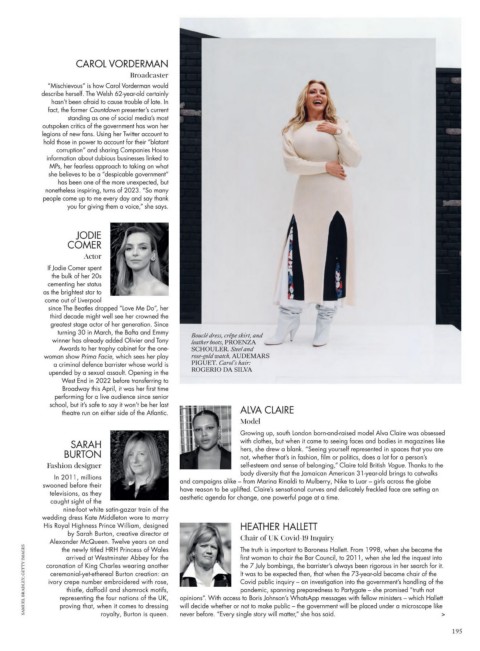 CAROL VORDERMAN
Broadcaster
"Mischievous" is how Carol Vorderman would
describe herself. The Welsh 62-year-old certainly
hasn't been afraid to cause trouble of late. In
fact, the former Countdown presenter's current
standing as one of social media's most
outspoken critics of the government has won her
legions of new fans. Using her Twitter account to
hold those in power to account for their "blatant
corruption" and sharing Companies House
information about dubious businesses linked to
MPs, her fearless approach to taking on what
she believes to be a "despicable government"
has been one of the more unexpected, but
nonetheless inspiring, turns of 2023. "So many
people come up to me every day and say thank
you for giving them a voice," she says.
JODIE
COMER
Actor
If Jodie Comer spent
the bulk of her 20s
cementing her status
as the brightest star to
come out of Liverpool
since The Beatles dropped "Love Me Do", her
third decade might well see her crowned the
greatest stage actor of her generation. Since
turning 30 in March, the Bafta and Emmy
winner has already added Olivier and Tony
Awards to her trophy cabinet for the one-
woman show Prima Facie, which sees her play
a criminal defence barrister whose world is
upended by a sexual assault. Opening in the
West End in 2022 before transferring to
Broadway this April, it was her first time
performing for a live audience since senior
school, but it's safe to say it won't be her last
theatre run on either side of the Atlantic.
SARAH
BURTON
Fashion designer
In 2011, millions
swooned before their
televisions, as they
caught sight of the
nine-foot white satin-gazar train of the
wedding dress Kate Middleton wore to marry
His Royal Highness Prince William, designed
by Sarah Burton, creative director at
Alexander McQueen. Twelve years on and
the newly titled HRH Princess of Wales
arrived at Westminster Abbey for the
coronation of King Charles wearing another
ceremonial-yet-ethereal Burton creation: an
ivory crepe number embroidered with rose,
thistle, daffodil and shamrock motifs,
representing the four nations of the UK,
proving that, when it comes to dressing
royalty, Burton is queen.
Bouclé dress, crêpe skirt, and
leather boots, PROENZA
SCHOULER. Steel and
rose-gold watch, AUDEMARS
PIGUET. Carol's hair:
ROGERIO DA SILVA
ALVA CLAIRE
Model
Growing up, south London born-and-raised model Alva Claire was obsessed
with clothes, but when it came to seeing faces and bodies in magazines like
hers, she drew a blank. "Seeing yourself represented in spaces that you are
not, whether that's in fashion, film or politics, does a lot for a person's
self-esteem and sense of belonging," Claire told British Vogue. Thanks to the
body diversity that the Jamaican American 31-year-old brings to catwalks
and campaigns alike – from Marina Rinaldi to Mulberry, Nike to Luar – girls across the globe
have reason to be uplifted. Claire's sensational curves and delicately freckled face are setting an
aesthetic agenda for change, one powerful page at a time.
HEATHER HALLETT
Chair of UK Covid-19 Inquiry
The truth is important to Baroness Hallett. From 1998, when she became the
first woman to chair the Bar Council, to 2011, when she led the inquest into
the 7 July bombings, the barrister's always been rigorous in her search for it.
It was to be expected then, that when the 73-year-old became chair of the
Covid public inquiry – an investigation into the government's handling of the
pandemic, spanning preparedness to Partygate – she promised "truth not
opinions". With access to Boris Johnson's WhatsApp messages with fellow ministers – which Hallett
will decide whether or not to make public – the government will be placed under a microscope like
never before. "Every single story will matter," she has said. >
195